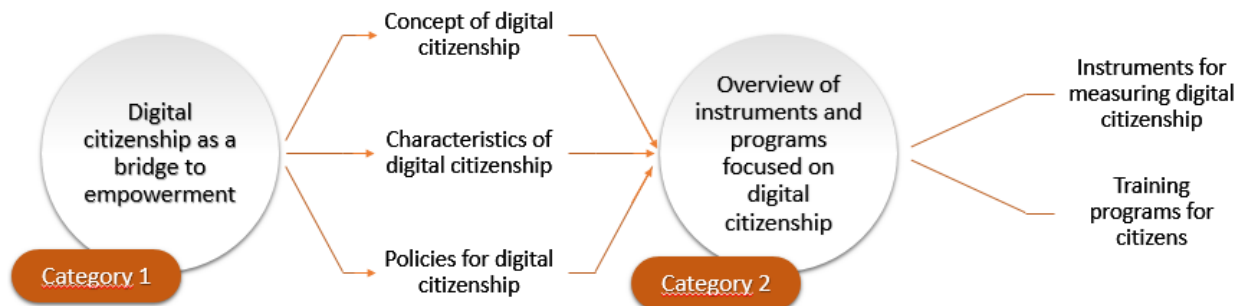 Digital
citizenship as a
bridge to
empowerment
Category 1
Concept of digital
citizenship
Characteristics of
digital citizenship
Policies for digital
citizenship
Overview of
instruments and
programs
focused on
digital
citizenship
Category 2
Instruments for
measuring digital
citizenship
Training
programs for
citizens